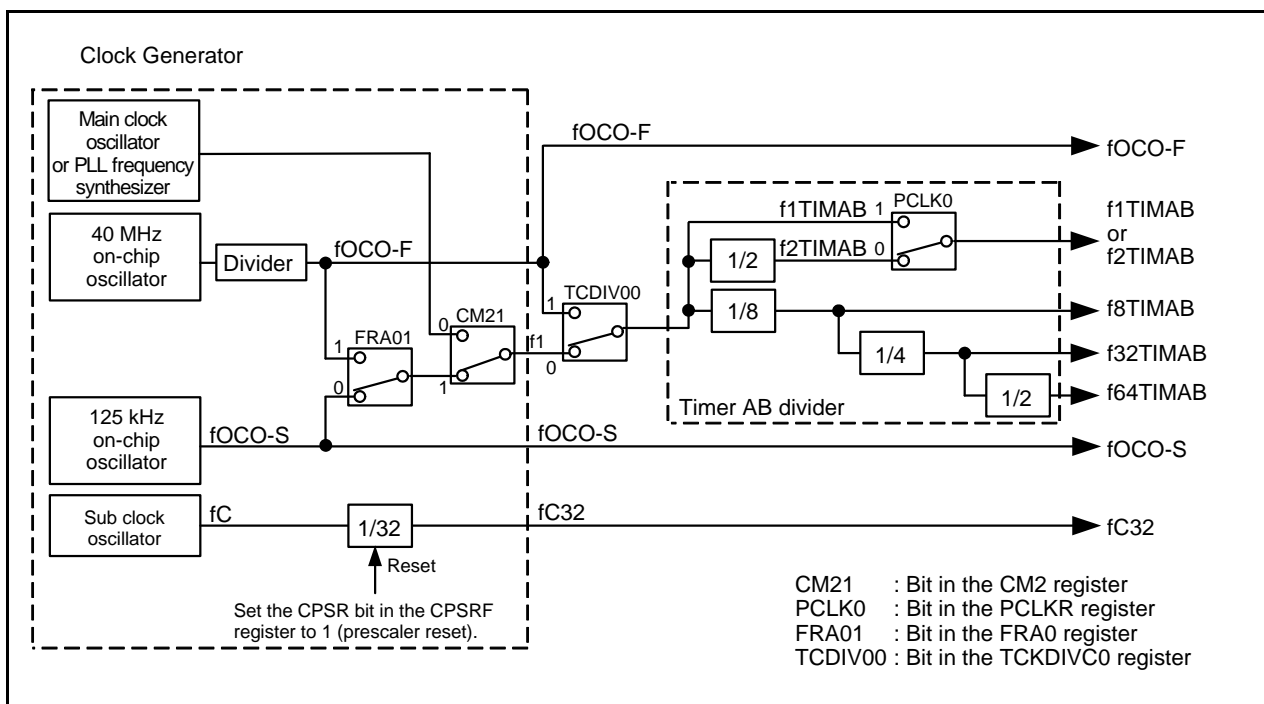 Clock Generator
Main clock
oscillator
or PLL frequency
synthesizer
fOCO-F
fOCO-F
40 MHz
on-chip
oscillator
Divider
fOCO-F
f1TIMAB
1
PCLK0
f2TIMAB
0
1/2
f1TIMAB
or
f2TIMAB
TCDIV00
1
0
1/8
f8TIMAB
FRA01
1
0
CM21
0
1
f1
1/4
f32TIMAB
1/2
f64TIMAB
Timer AB divider
125 kHz
on-chip
oscillator
fOCO-S
fOCO-S
fOCO-S
Sub clock
oscillator
fC
1/32
fC32
fC32
Reset
Set the CPSR bit in the CPSRF
register to 1 (prescaler reset).
CM21 : Bit in the CM2 register
PCLK0 : Bit in the PCLKR register
FRA01 : Bit in the FRA0 register
TCDIV00 : Bit in the TCKDIVC0 register